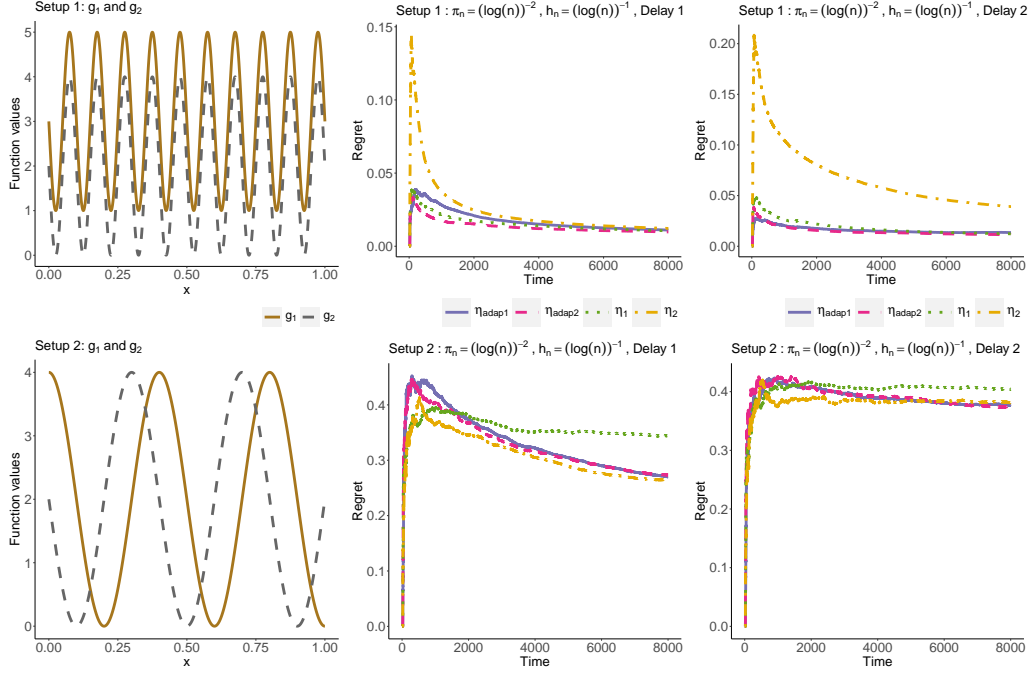 Setup 1: g₁ and g₂
Function values
5
4
3
2
1
0
0.00 0.25 0.50 0.75 1.00
x
g₁ g₂
Setup 1 : πₙ = (log(n))⁻² , hₙ = (log(n))⁻¹ , Delay 1
Regret
0.15
0.10
0.05
0.00
0 2000 4000 6000 8000
Time
Setup 1 : πₙ = (log(n))⁻² , hₙ = (log(n))⁻¹ , Delay 2
Regret
0.20
0.15
0.10
0.05
0.00
0 2000 4000 6000 8000
Time
η_adap1 η_adap2 η₁ η₂
η_adap1 η_adap2 η₁ η₂
Setup 2: g₁ and g₂
Function values
4
3
2
1
0
0.00 0.25 0.50 0.75 1.00
x
Setup 2 : πₙ = (log(n))⁻² , hₙ = (log(n))⁻¹ , Delay 1
Regret
0.4
0.3
0.2
0.1
0.0
0 2000 4000 6000 8000
Time
Setup 2 : πₙ = (log(n))⁻² , hₙ = (log(n))⁻¹ , Delay 2
Regret
0.4
0.3
0.2
0.1
0.0
0 2000 4000 6000 8000
Time